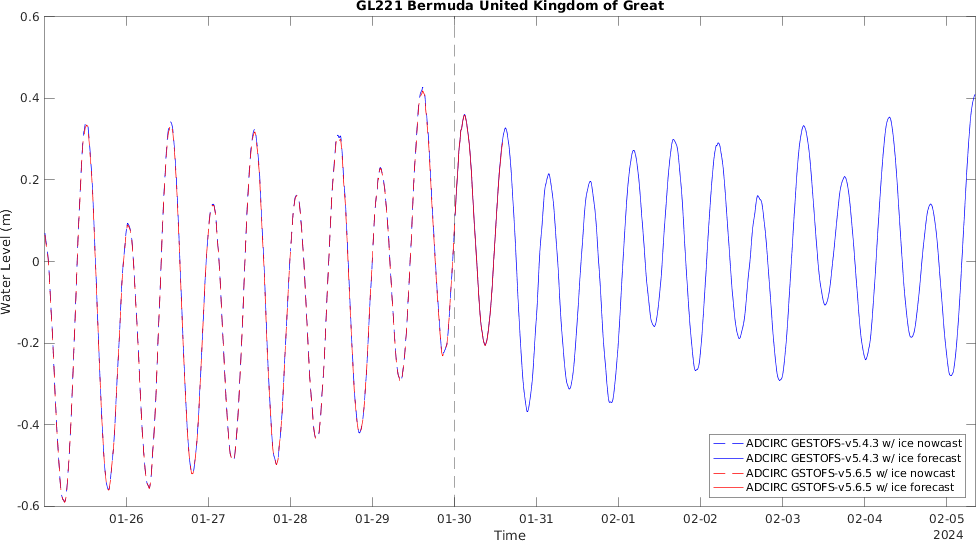 GL221 Bermuda United Kingdom of Great
0.6
0.4
0.2
0
-0.2
-0.4
-0.6
Water Level (m)
ADCIRC GESTOFS-v5.4.3 w/ ice nowcast
ADCIRC GESTOFS-v5.4.3 w/ ice forecast
ADCIRC GSTOFS-v5.6.5 w/ ice nowcast
ADCIRC GSTOFS-v5.6.5 w/ ice forecast
01-26 01-27 01-28 01-29 01-30 01-31 02-01 02-02 02-03 02-04 02-05
Time 2024